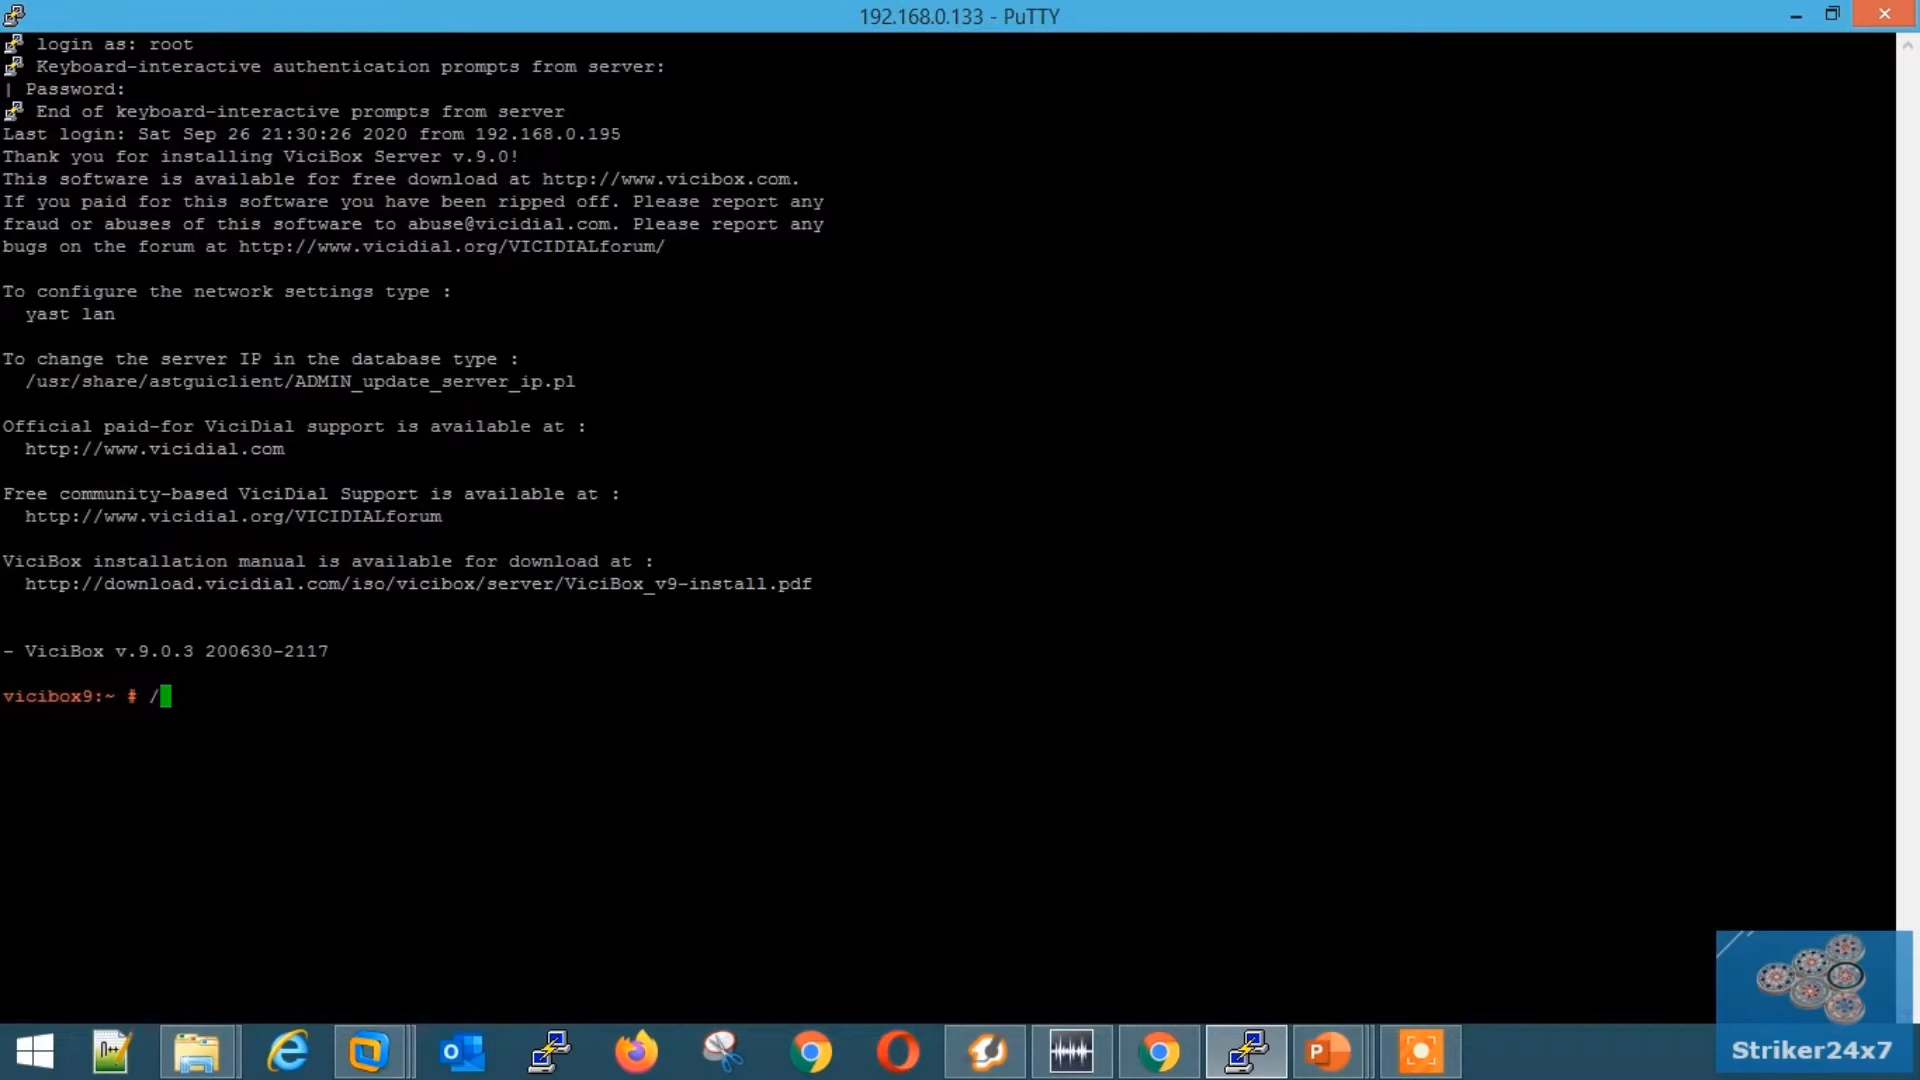 192.168.0.133 - PuTTY
login as: root
Keyboard-interactive authentication prompts from server:
| Password:
End of keyboard-interactive prompts from server
Last login: Sat Sep 26 21:30:26 2020 from 192.168.0.195
Thank you for installing ViciBox Server v.9.0!
This software is available for free download at http://www.vicibox.com.
If you paid for this software you have been ripped off. Please report any
fraud or abuses of this software to abuse@vicidial.com. Please report any
bugs on the forum at http://www.vicidial.org/VICIDIALforum/
To configure the network settings type :
yast lan
To change the server IP in the database type :
/usr/share/astguiclient/ADMIN_update_server_ip.pl
Official paid-for ViciDial support is available at :
http://www.vicidial.com
Free community-based ViciDial Support is available at :
http://www.vicidial.org/VICIDIALforum
ViciBox installation manual is available for download at :
http://download.vicidial.com/iso/vicibox/server/ViciBox_v9-install.pdf
- ViciBox v.9.0.3 200630-2117
vicibox9:~ # /
Striker24x7